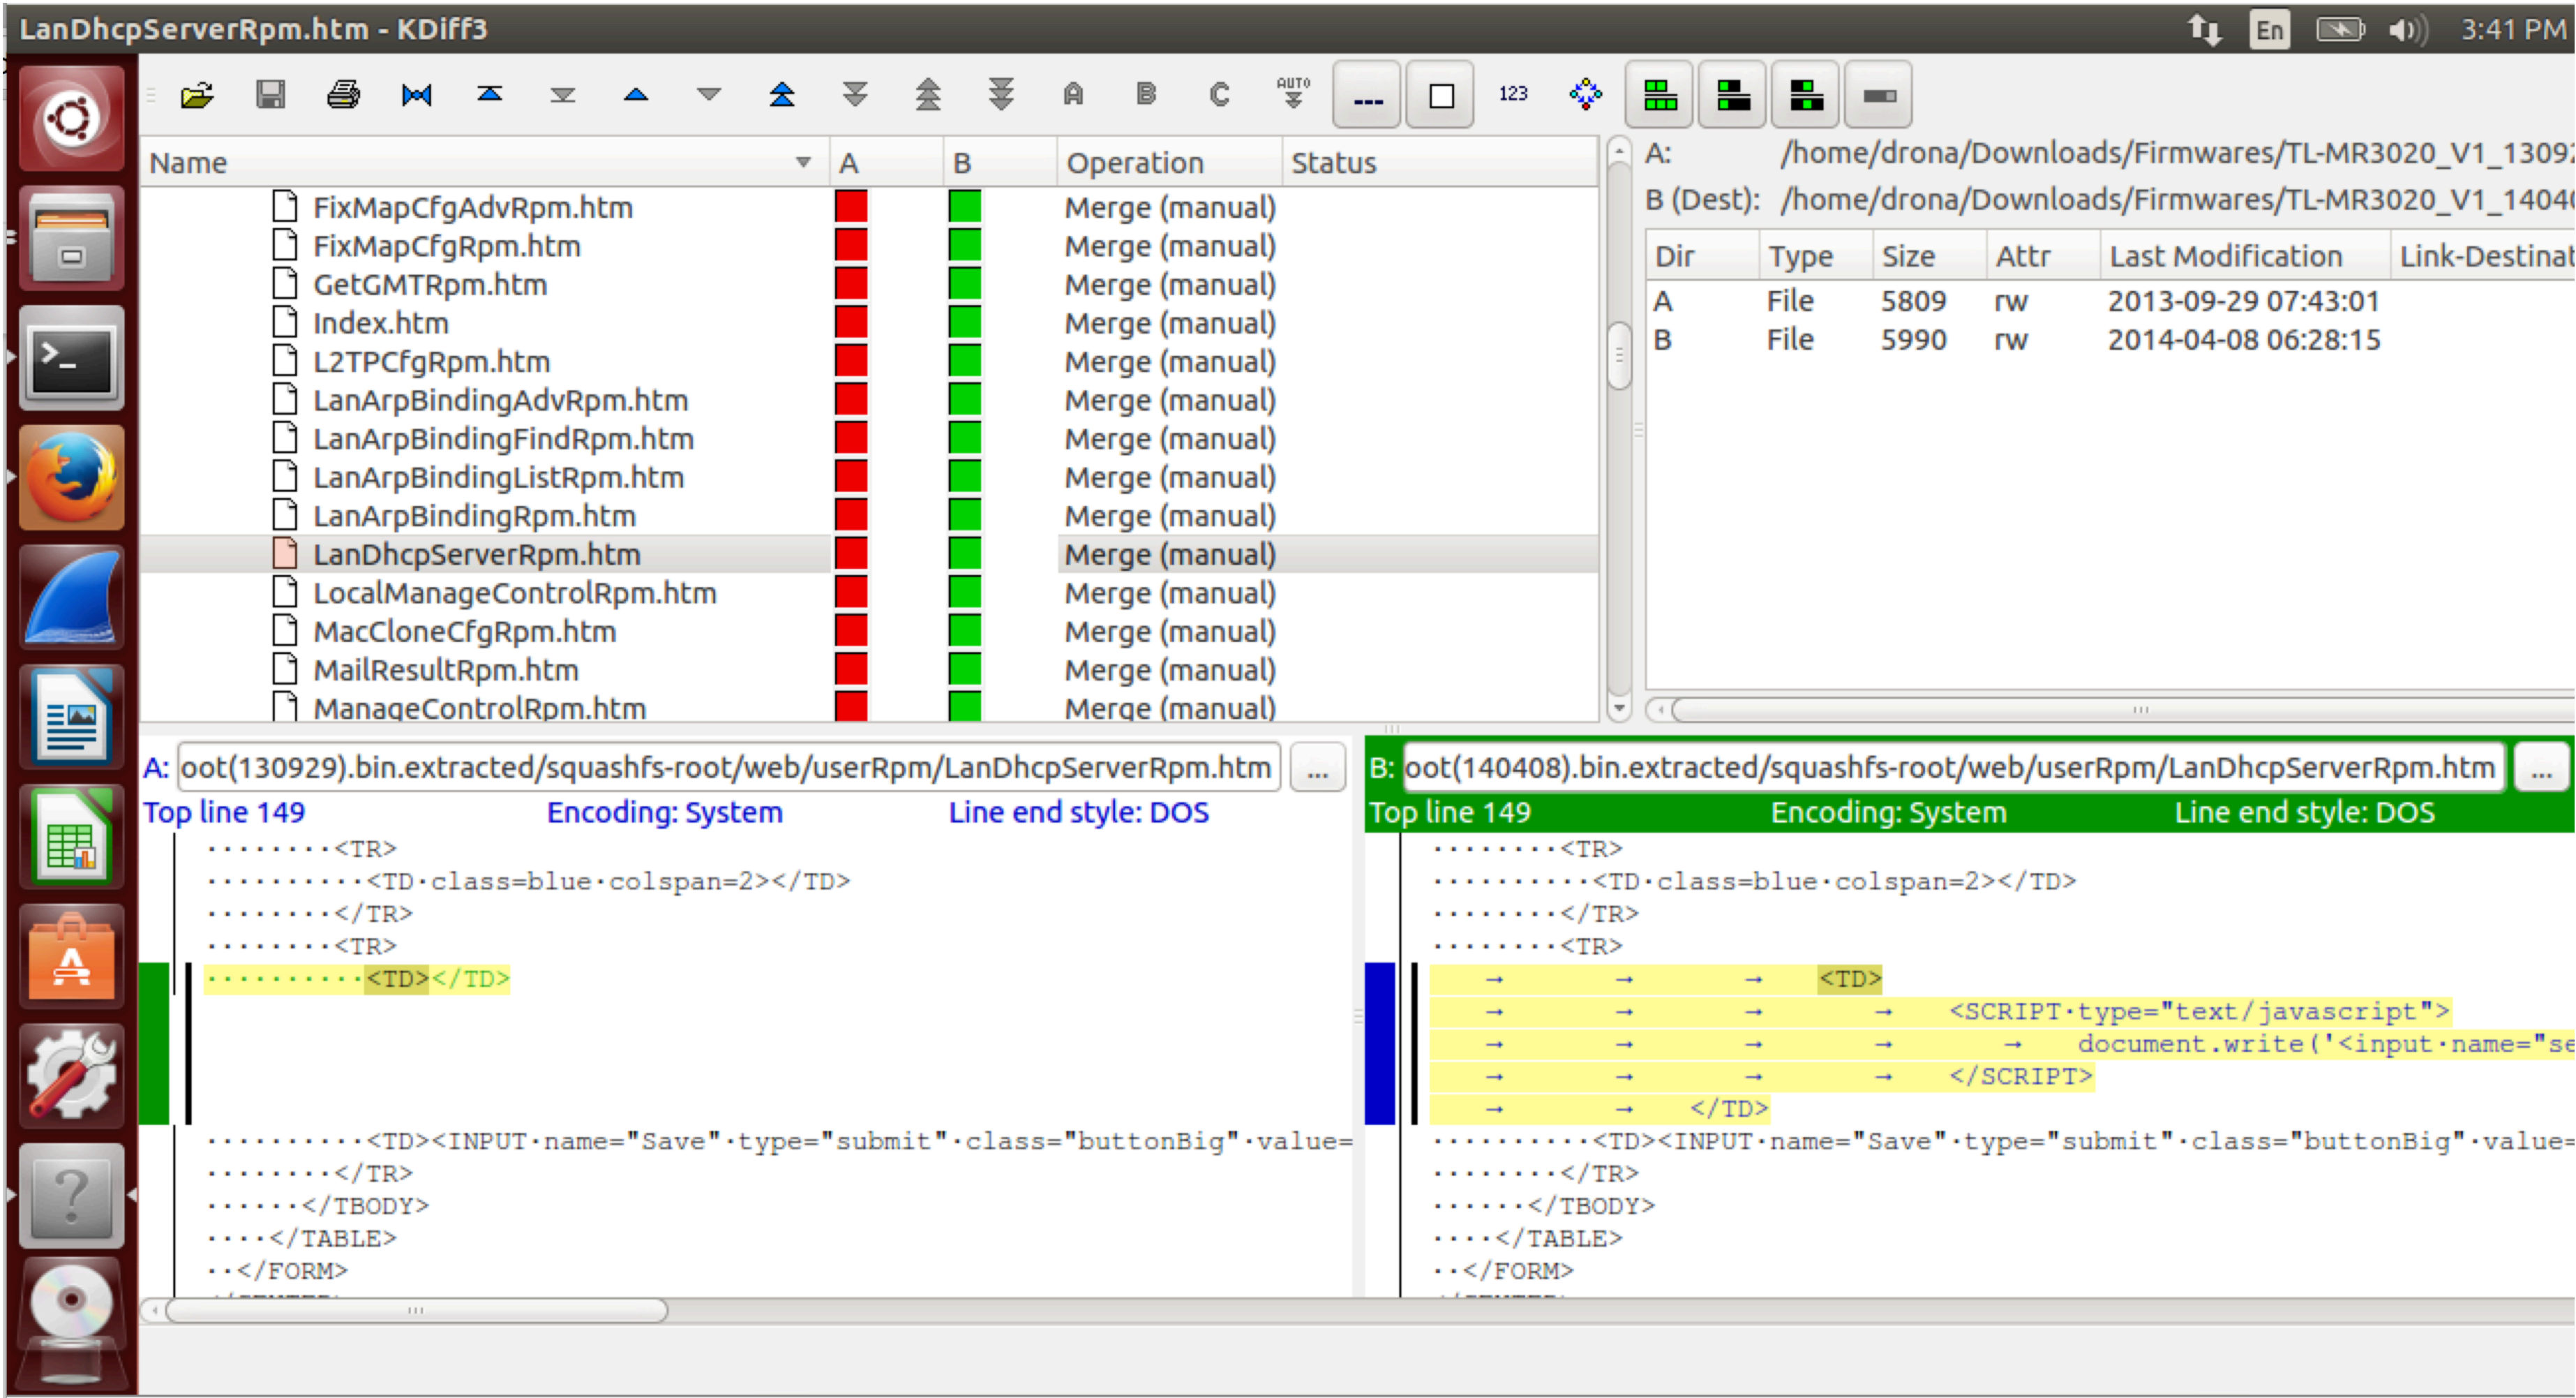 LanDhcpServerRpm.htm - KDiff3 En 3:41 PM
A B C AUTO 123
Name A B Operation Status
FixMapCfgAdvRpm.htm Merge (manual)
FixMapCfgRpm.htm Merge (manual)
GetGMTRpm.htm Merge (manual)
Index.htm Merge (manual)
L2TPCfgRpm.htm Merge (manual)
LanArpBindingAdvRpm.htm Merge (manual)
LanArpBindingFindRpm.htm Merge (manual)
LanArpBindingListRpm.htm Merge (manual)
LanArpBindingRpm.htm Merge (manual)
LanDhcpServerRpm.htm Merge (manual)
LocalManageControlRpm.htm Merge (manual)
MacCloneCfgRpm.htm Merge (manual)
MailResultRpm.htm Merge (manual)
ManageControlRpm.htm Merge (manual)
A: /home/drona/Downloads/Firmwares/TL-MR3020_V1_13092
B (Dest): /home/drona/Downloads/Firmwares/TL-MR3020_V1_1404
Dir Type Size Attr Last Modification Link-Destinat
A File 5809 rw 2013-09-29 07:43:01
B File 5990 rw 2014-04-08 06:28:15
A: oot(130929).bin.extracted/squashfs-root/web/userRpm/LanDhcpServerRpm.htm ...
Top line 149 Encoding: System Line end style: DOS
········<TR>
··········<TD·class=blue·colspan=2></TD>
········</TR>
········<TR>
··········<TD></TD>
··········<TD><INPUT·name="Save"·type="submit"·class="buttonBig"·value=
········</TR>
······</TBODY>
····</TABLE>
··</FORM>
B: oot(140408).bin.extracted/squashfs-root/web/userRpm/LanDhcpServerRpm.htm ...
Top line 149 Encoding: System Line end style: DOS
········<TR>
··········<TD·class=blue·colspan=2></TD>
········</TR>
········<TR>
→ → → <TD>
→ → → → <SCRIPT·type="text/javascript">
→ → → → → document.write('<input·name="se
→ → → → </SCRIPT>
→ → </TD>
··········<TD><INPUT·name="Save"·type="submit"·class="buttonBig"·value=
········</TR>
······</TBODY>
····</TABLE>
··</FORM>